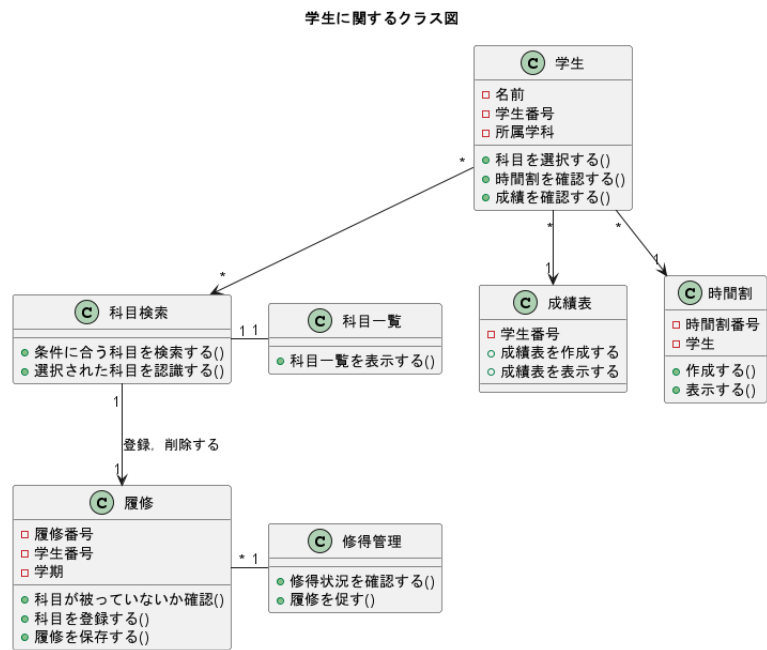 学生に関するクラス図
C 学生
名前
学生番号
所属学科
科目を選択する()
時間割を確認する()
成績を確認する()
* * *
* 1 1
C 科目検索
条件に合う科目を検索する()
選択された科目を認識する()
1 1
C 科目一覧
科目一覧を表示する()
C 成績表
学生番号
成績表を作成する
成績表を表示する
C 時間割
時間割番号
学生
作成する()
表示する()
1
登録，削除する
1
C 履修
履修番号
学生番号
学期
科目が被っていないか確認()
科目を登録する()
履修を保存する()
* 1
C 修得管理
修得状況を確認する()
履修を促す()